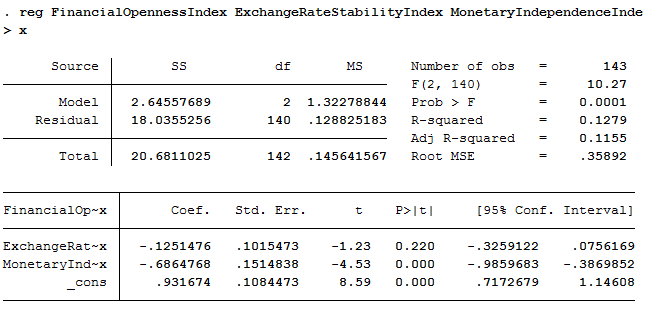 . reg FinancialOpennessIndex ExchangeRateStabilityIndex MonetaryIndependenceInde
> x
Source SS df MS Number of obs = 143
F(2, 140) = 10.27
Model 2.64557689 2 1.32278844 Prob > F = 0.0001
Residual 18.0355256 140 .128825183 R-squared = 0.1279
Adj R-squared = 0.1155
Total 20.6811025 142 .145641567 Root MSE = .35892
FinancialOp~x Coef. Std. Err. t P>|t| [95% Conf. Interval]
ExchangeRat~x -.1251476 .1015473 -1.23 0.220 -.3259122 .0756169
MonetaryInd~x -.6864768 .1514838 -4.53 0.000 -.9859683 -.3869852
_cons .931674 .1084473 8.59 0.000 .7172679 1.14608